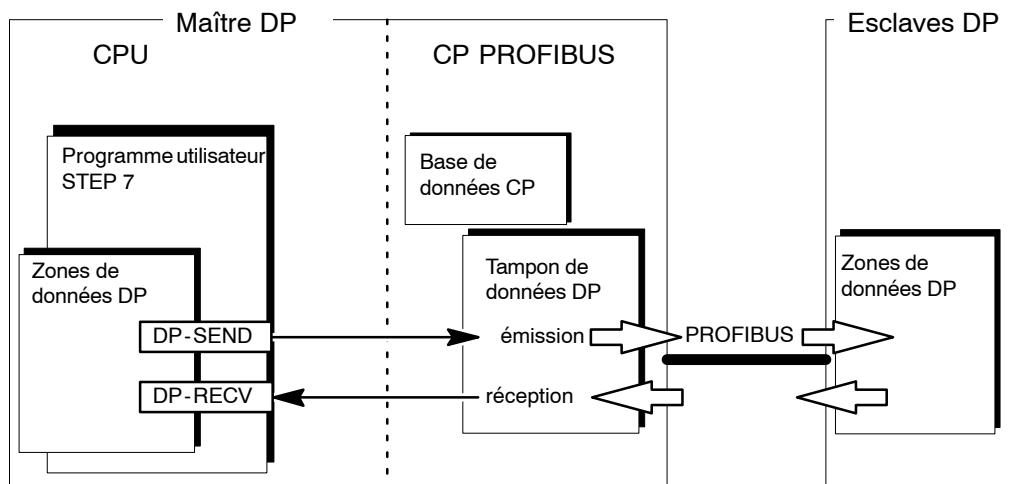 Maître DP
Esclaves DP
CPU
CP PROFIBUS
Programme utilisateur
STEP 7
Base de
données CP
Zones de
données DP
Tampon de
données DP
Zones de
données DP
DP-SEND
émission
PROFIBUS
DP-RECV
réception